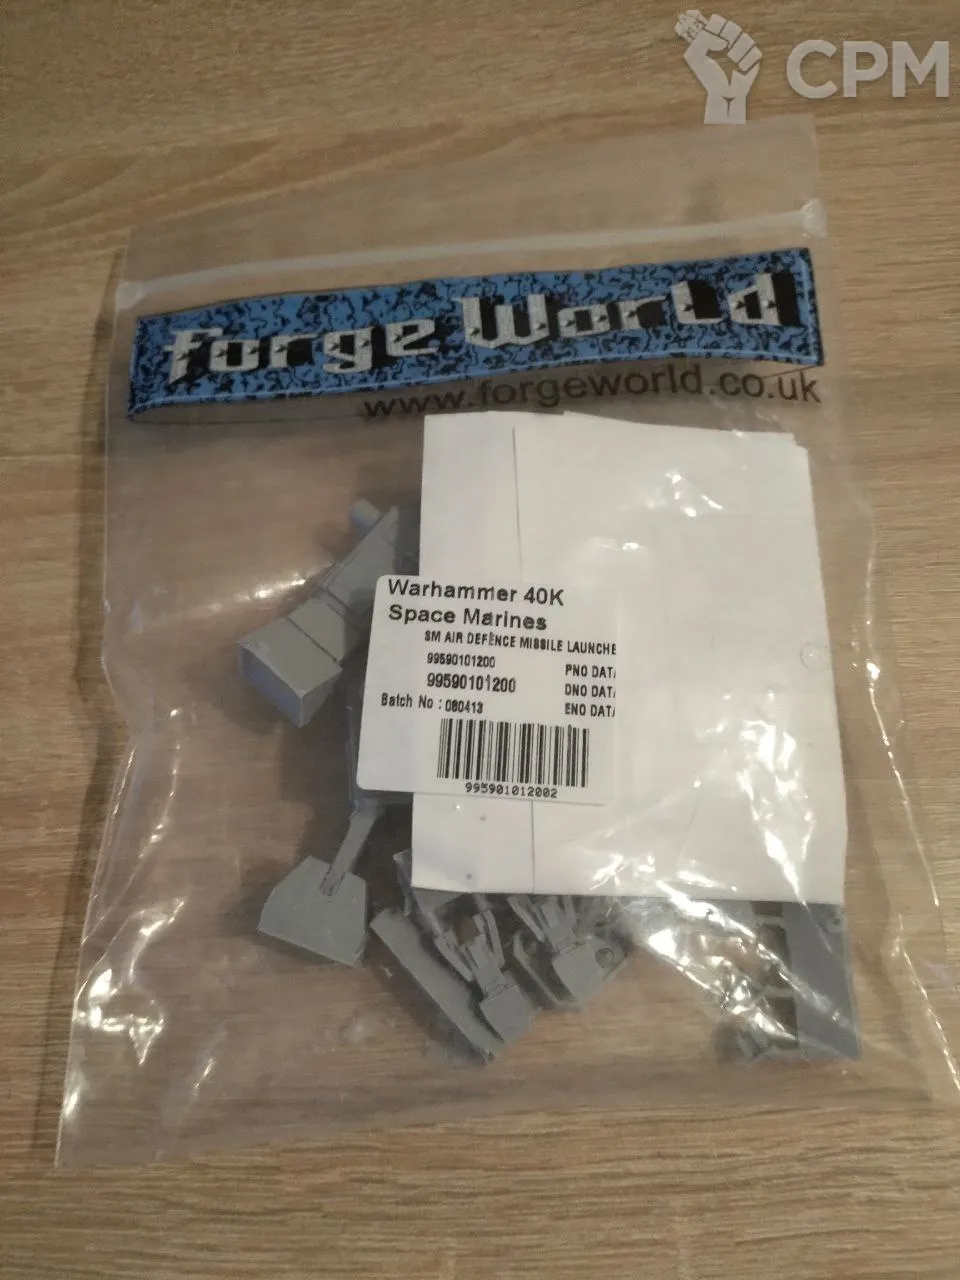 CPM
Forge World
www.forgeworld.co.uk
Warhammer 40K
Space Marines
SM AIR DEFENCE MISSILE LAUNCHE
99590101200
PNO DATA
99590101200
DNO DATA
Batch No : 080413
ENO DATA
995901012002